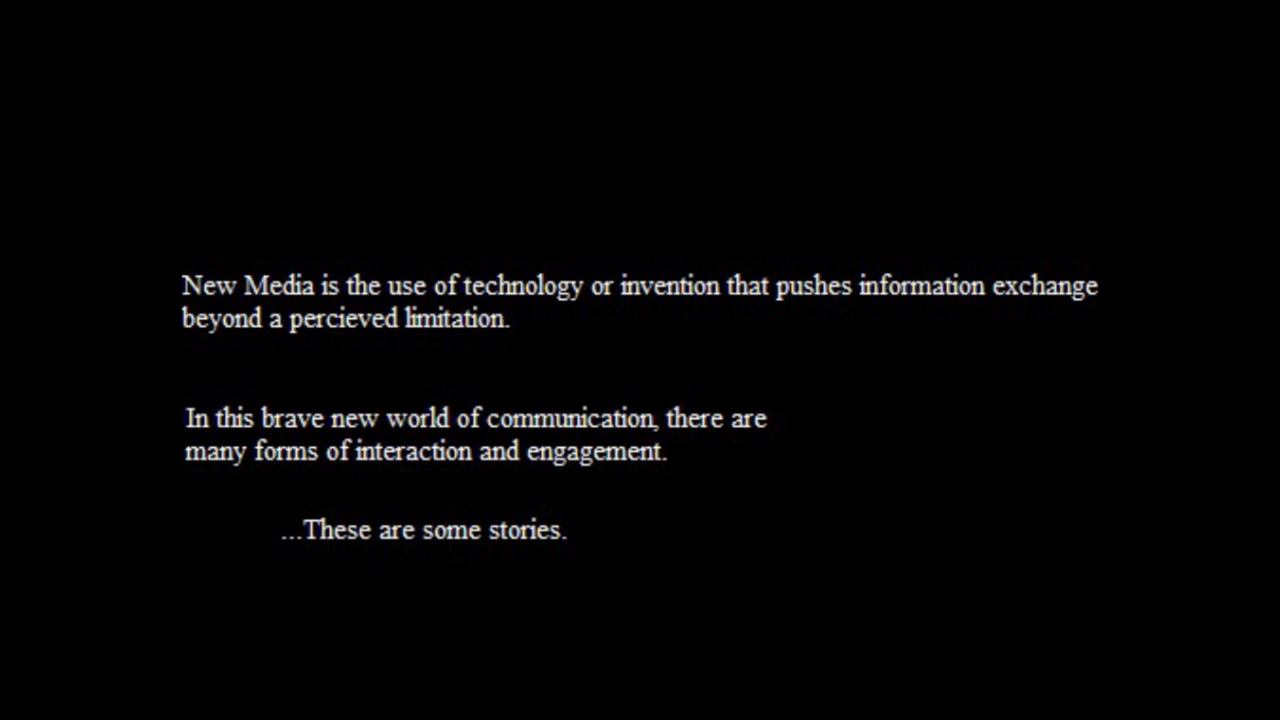 New Media is the use of technology or invention that pushes information exchange
beyond a percieved limitation.
In this brave new world of communication, there are
many forms of interaction and engagement.
...These are some stories.